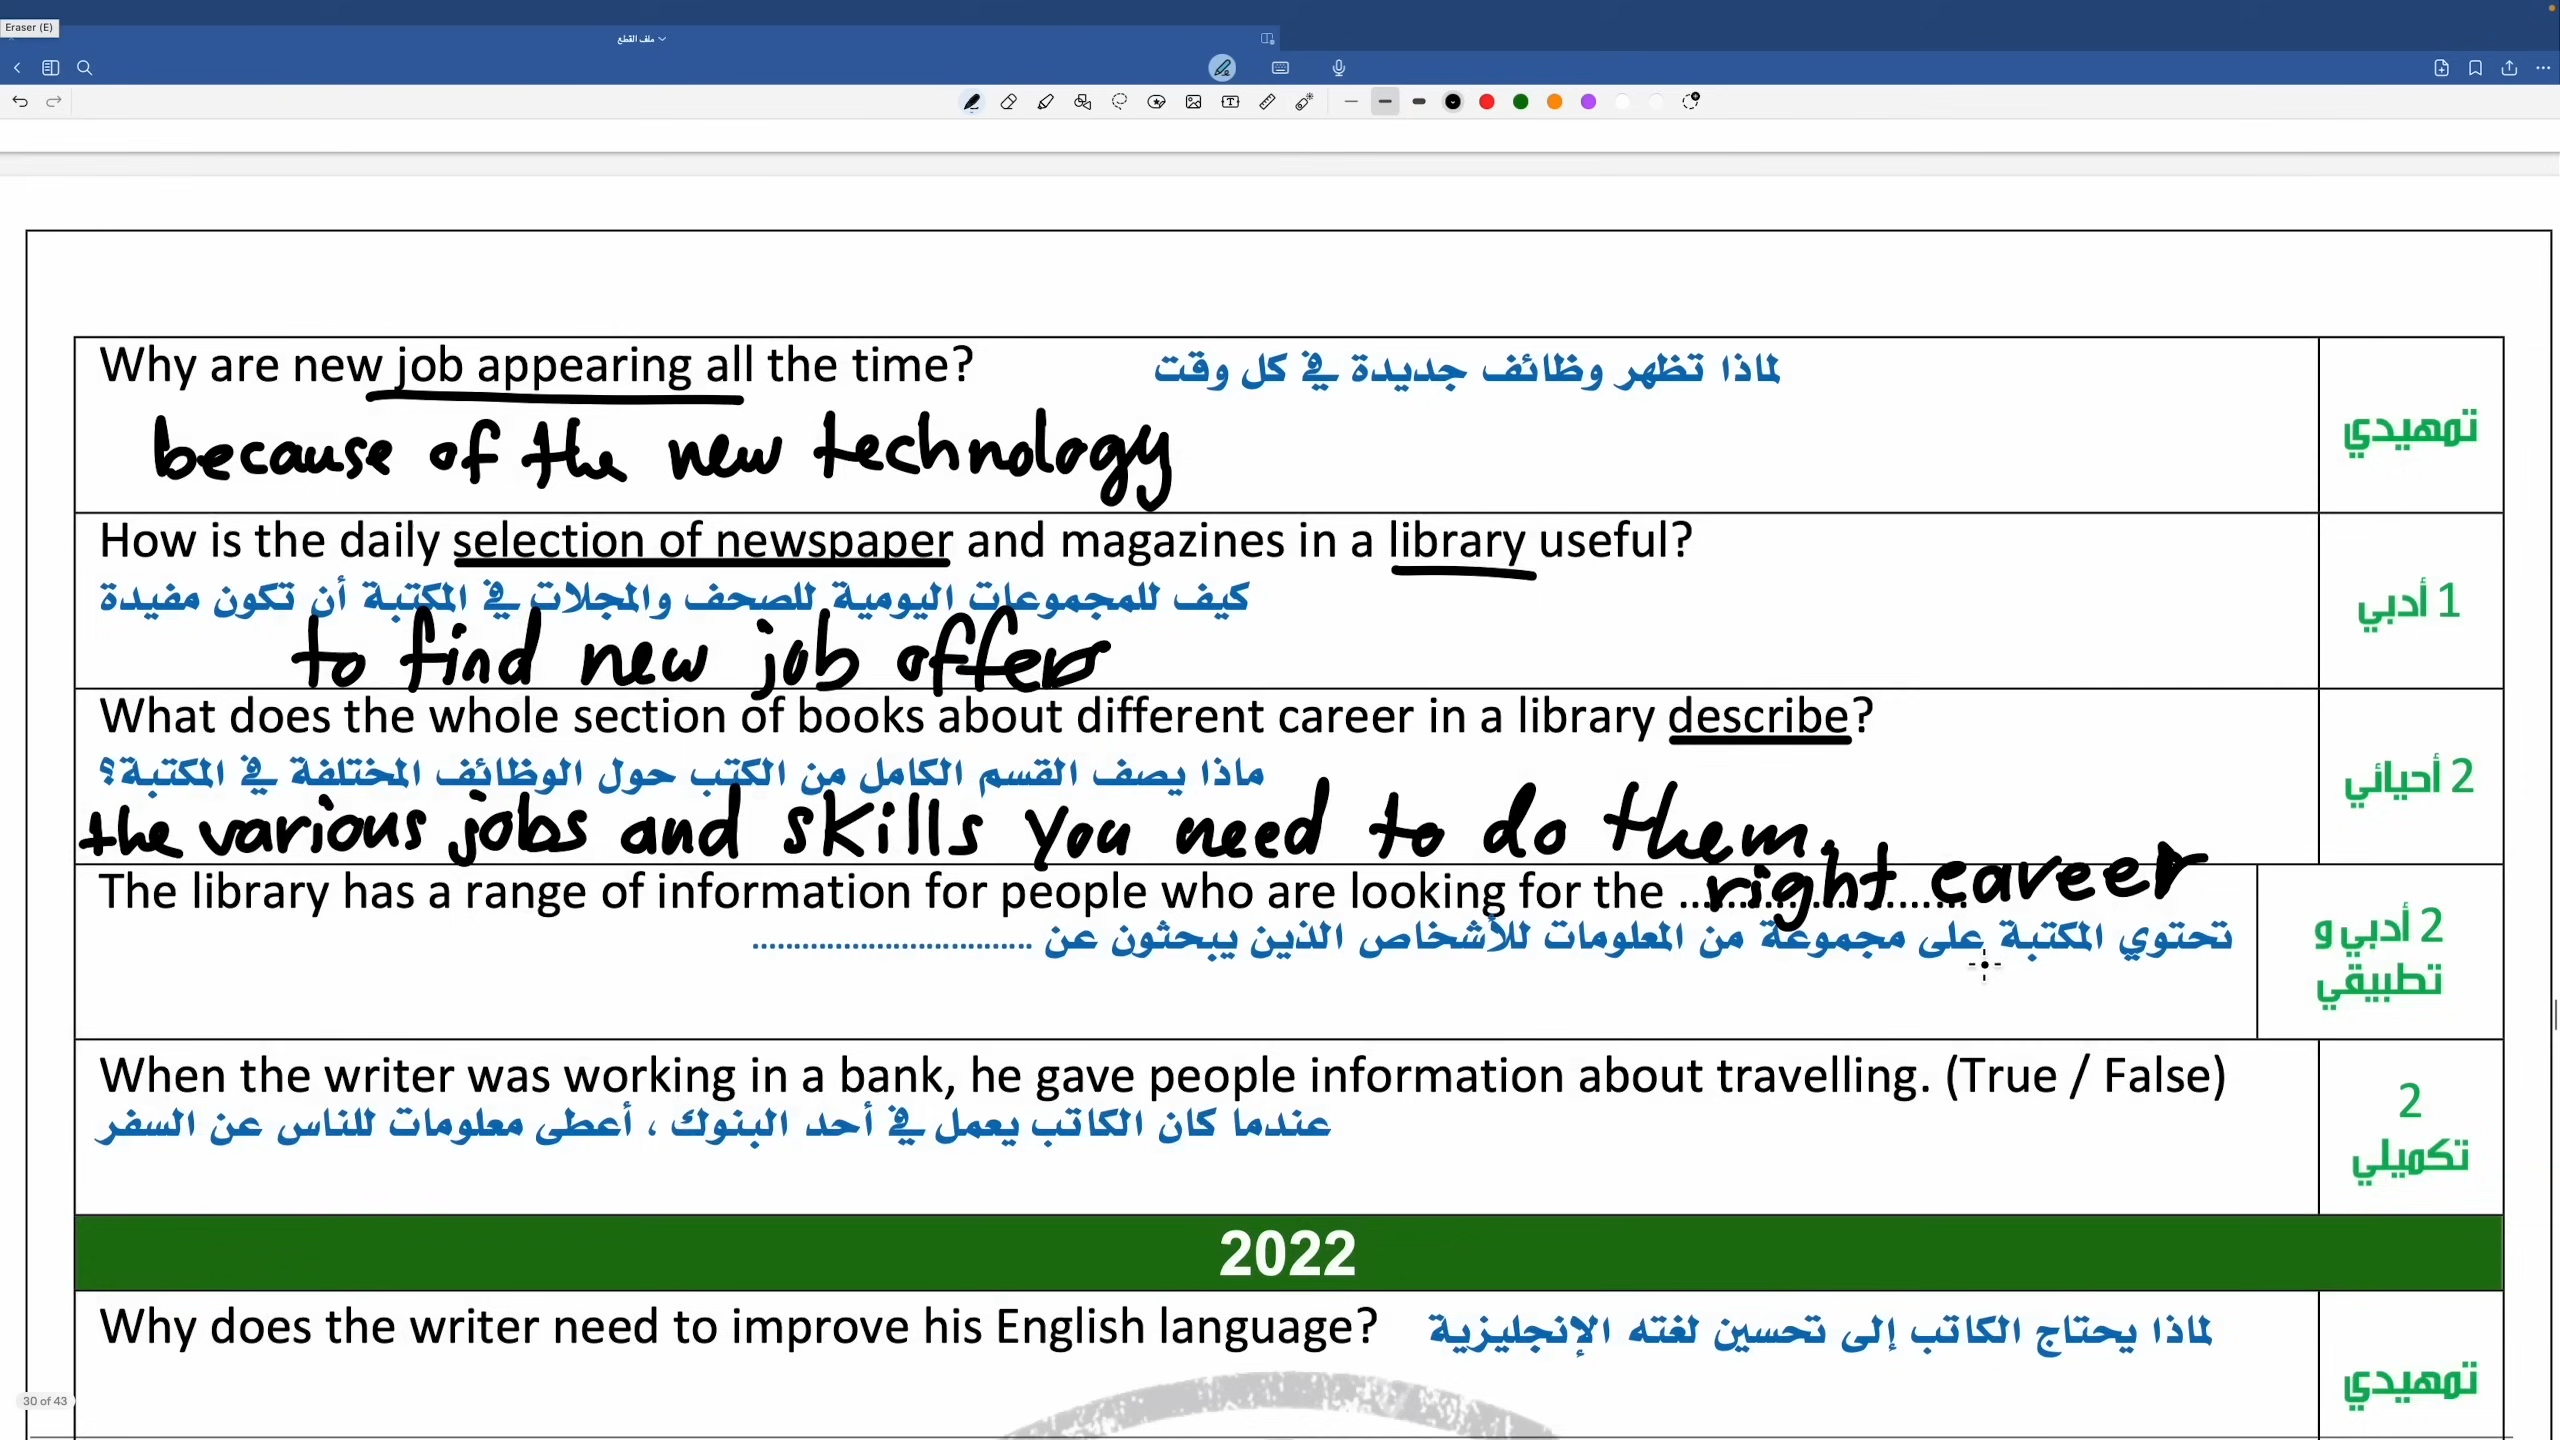 Eraser (E)
ملف القطع
Why are new job appearing all the time? لماذا تظهر وظائف جديدة في كل وقت
تمهيدي
because of the new technology
How is the daily selection of newspaper and magazines in a library useful?
كيف للمجموعات اليومية للصحف والمجلات في المكتبة أن تكون مفيدة
1 أدبي
to find new job offers
What does the whole section of books about different career in a library describe?
ماذا يصف القسم الكامل من الكتب حول الوظائف المختلفة في المكتبة؟
2 أحيائي
the various jobs and skills you need to do them.
The library has a range of information for people who are looking for the ........................ right career
تحتوي المكتبة على مجموعة من المعلومات للأشخاص الذين يبحثون عن ..................................
2 أدبي و
تطبيقي
When the writer was working in a bank, he gave people information about travelling. (True / False)
عندما كان الكاتب يعمل في أحد البنوك ، أعطى معلومات للناس عن السفر
2
تكميلي
2022
Why does the writer need to improve his English language? لماذا يحتاج الكاتب إلى تحسين لغته الإنجليزية
تمهيدي
30 of 43